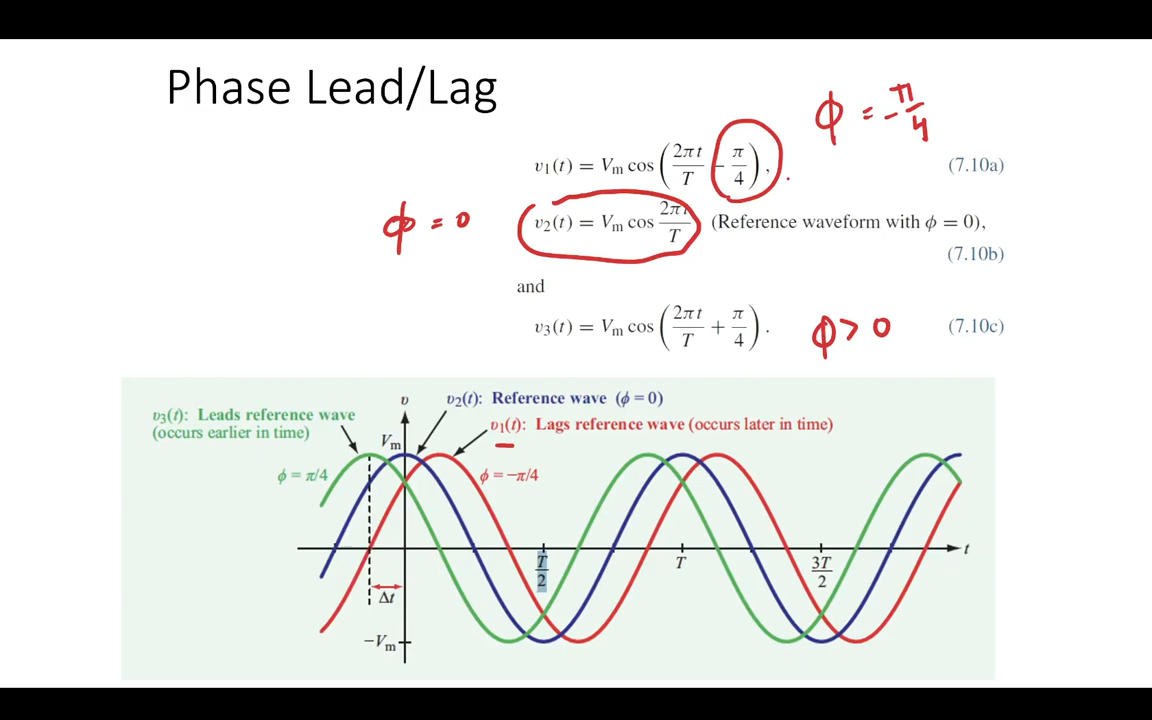 Phase Lead/Lag
ϕ = -π/4
v₁(t) = Vₘ cos (2πt/T − π/4), (7.10a)
ϕ = 0
v₂(t) = Vₘ cos 2πt/T (Reference waveform with ϕ = 0),
(7.10b)
and
v₃(t) = Vₘ cos (2πt/T + π/4). (7.10c)
ϕ > 0
v₂(t): Reference wave (ϕ = 0)
v₃(t): Leads reference wave
(occurs earlier in time)
v₁(t): Lags reference wave (occurs later in time)
υ
Vₘ
ϕ = π/4
ϕ = −π/4
t
T/2
T
3T/2
Δt
−Vₘ